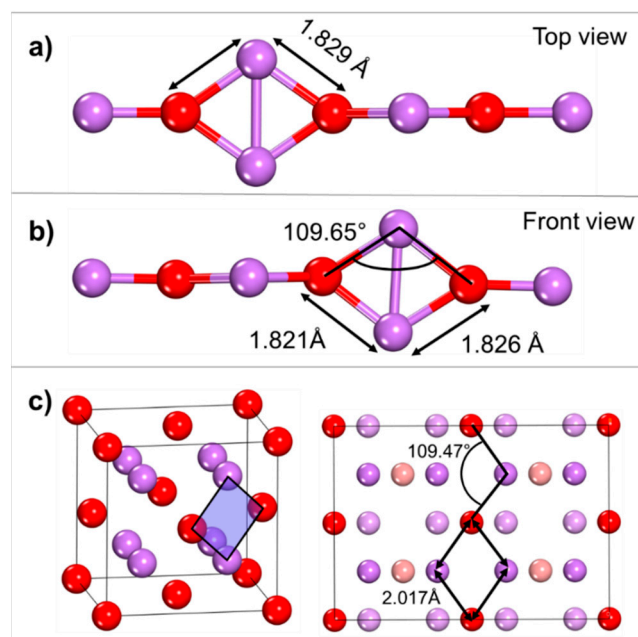 a)
1.829 Å
Top view
b)
Front view
109.65°
1.821Å
1.826 Å
c)
109.47°
2.017Å